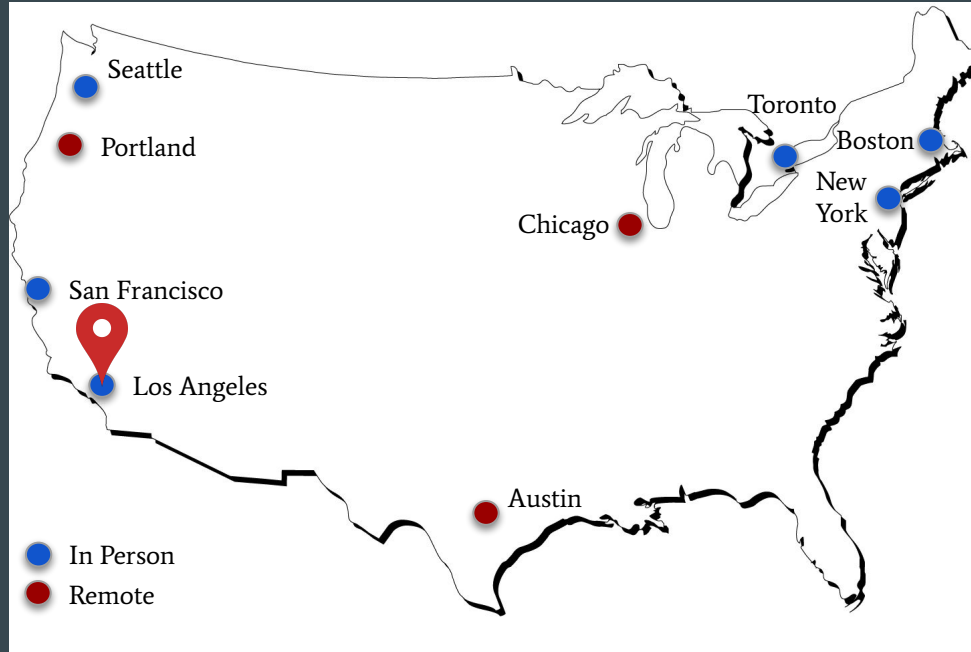 Seattle
Toronto
Portland
Boston
New
York
Chicago
San Francisco
Los Angeles
Austin
In Person
Remote